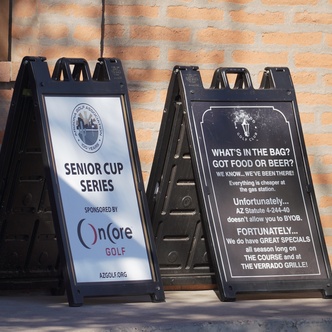 SENIOR CUP
SERIES
SPONSORED BY
OnCore
GOLF
AZGOLF.ORG
WHAT'S IN THE BAG?
GOT FOOD OR BEER?
WE KNOW... WE'VE BEEN THERE!
Everything is cheaper at
the gas station.
Unfortunately...
AZ Statute 4-244-40
doesn't allow you to BYOB.
FORTUNATELY...
We do have GREAT SPECIALS
all season long on
THE COURSE and at
THE VERRADO GRILLE!